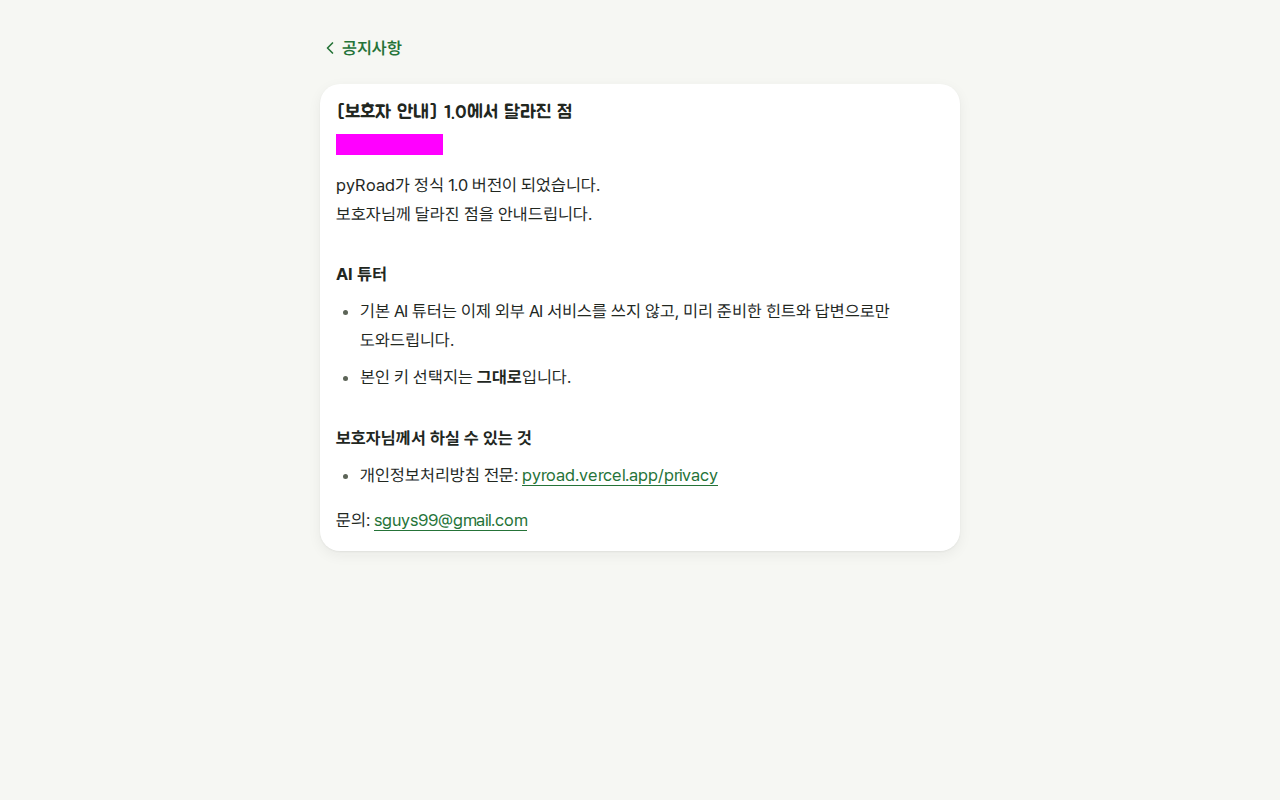 공지사항
[보호자 안내] 1.0에서 달라진 점
pyRoad가 정식 1.0 버전이 되었습니다.
보호자님께 달라진 점을 안내드립니다.
AI 튜터
• 기본 AI 튜터는 이제 외부 AI 서비스를 쓰지 않고, 미리 준비한 힌트와 답변으로만
도와드립니다.
• 본인 키 선택지는 그대로입니다.
보호자님께서 하실 수 있는 것
• 개인정보처리방침 전문: pyroad.vercel.app/privacy
문의: sguys99@gmail.com